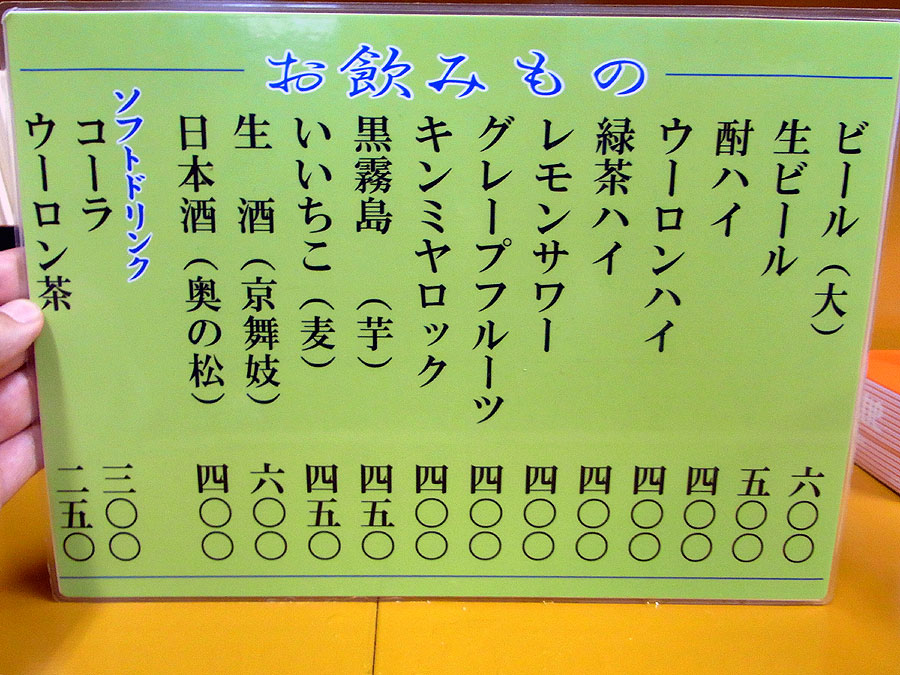 お飲みもの
ビール（大） 六〇〇
生ビール 五〇〇
酎ハイ 四〇〇
ウーロンハイ 四〇〇
緑茶ハイ 四〇〇
レモンサワー 四〇〇
グレープフルーツ 四〇〇
キンミヤロック 四〇〇
黒霧島（芋） 四五〇
いいちこ（麦） 四五〇
生　酒（京舞妓） 六〇〇
日本酒（奥の松） 四〇〇
ソフトドリンク
コーラ 三〇〇
ウーロン茶 二五〇